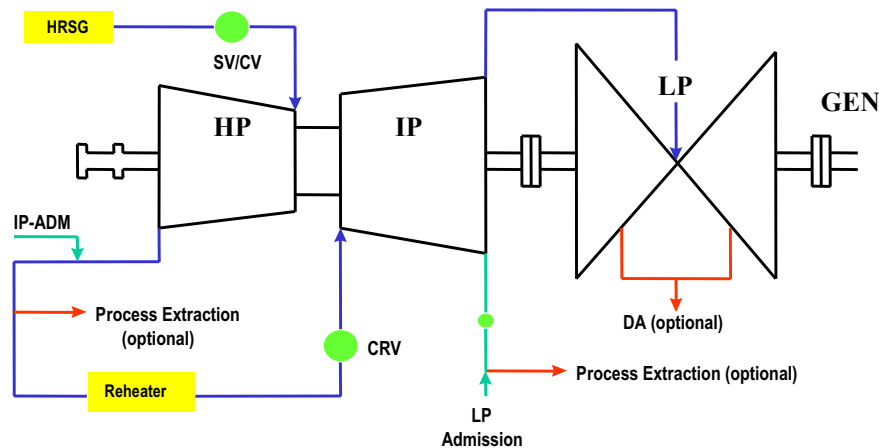 HRSG
SV/CV
LP
GEN
HP
IP
IP-ADM
Process Extraction
(optional)
DA (optional)
CRV
Process Extraction (optional)
Reheater
LP
Admission